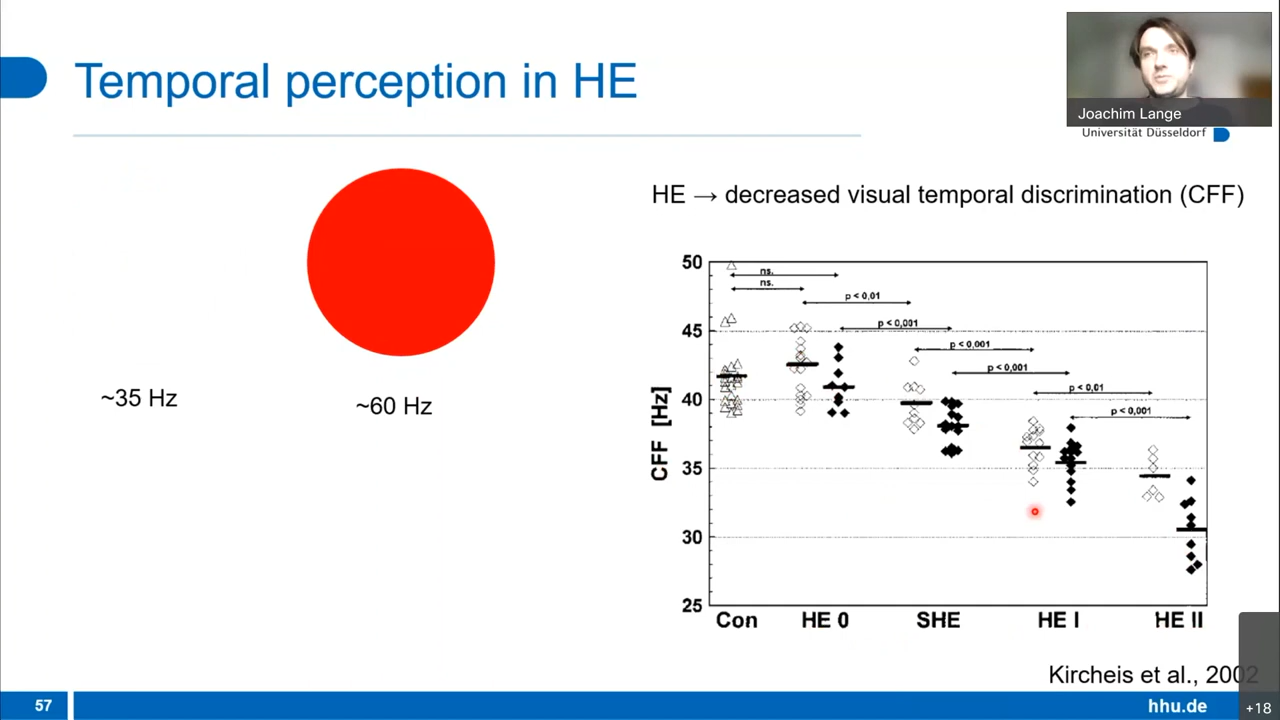 Temporal perception in HE
Joachim Lange
Universität Düsseldorf
HE → decreased visual temporal discrimination (CFF)
~35 Hz
~60 Hz
50
45
40
35
30
25
CFF [Hz]
ns.
ns.
p < 0,01
p < 0,001
p < 0,001
p < 0,001
p < 0,01
p < 0,001
Con
HE 0
SHE
HE I
HE II
Kircheis et al., 2002
57
hhu.de
+18